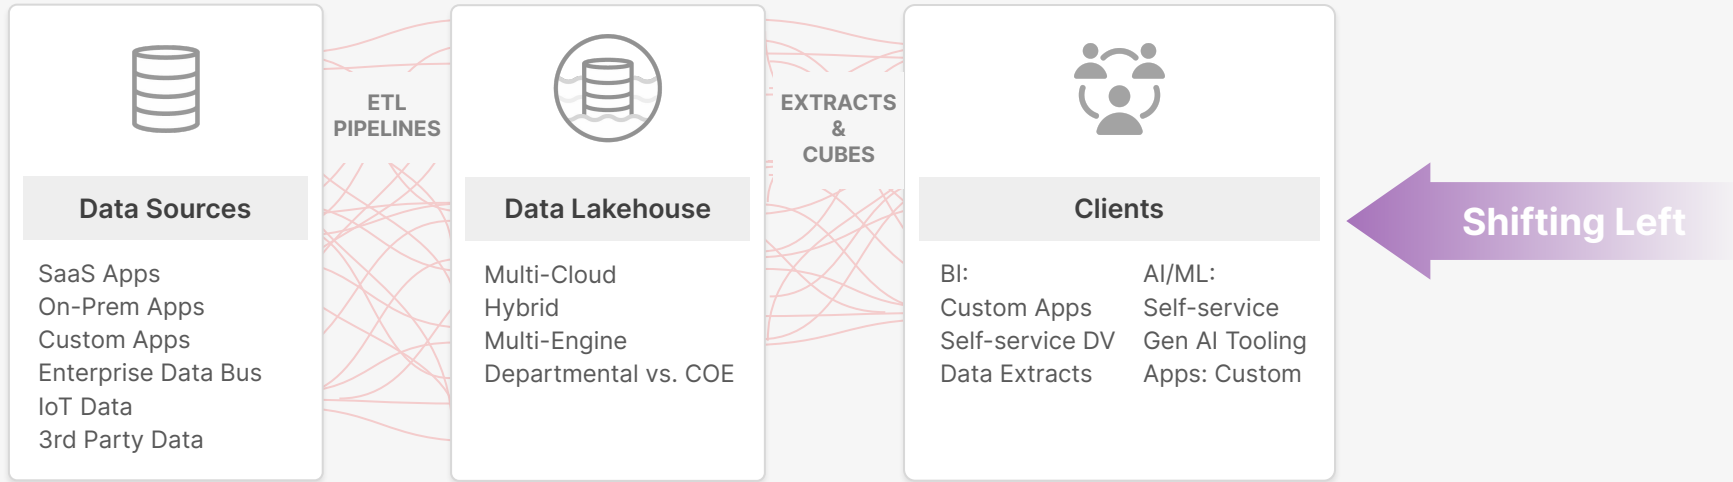 ETL
PIPELINES
EXTRACTS
&
CUBES
Data Sources
Data Lakehouse
Clients
Shifting Left
SaaS Apps
On-Prem Apps
Custom Apps
Enterprise Data Bus
IoT Data
3rd Party Data
Multi-Cloud
Hybrid
Multi-Engine
Departmental vs. COE
BI:
Custom Apps
Self-service DV
Data Extracts
AI/ML:
Self-service
Gen AI Tooling
Apps: Custom